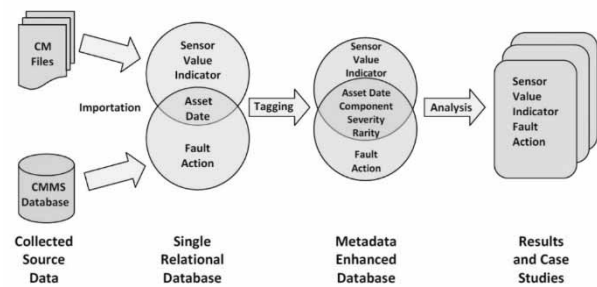 CM
Files
Importation
CMMS
Database
Sensor
Value
Indicator
Asset
Date
Fault
Action
Tagging
Sensor
Value
Indicator
Asset Date
Component
Severity
Rarity
Fault
Action
Analysis
Sensor
Value
Indicator
Fault
Action
Collected
Source
Data
Single
Relational
Database
Metadata
Enhanced
Database
Results
and Case
Studies